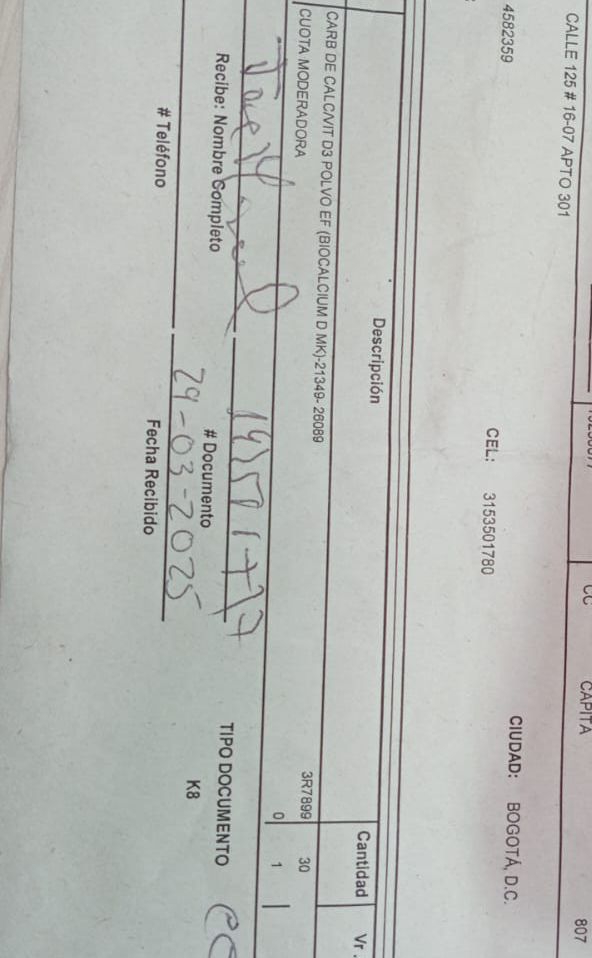 CC CAPITA 807
CALLE 125 # 16-07 APTO 301
CIUDAD: BOGOTÁ, D.C.
4582359 CEL: 3153501780
Descripción Cantidad Vr.
CARB DE CALC/VIT D3 POLVO EF (BIOCALCIUM D MK)-21349- 26089 3R7899 30
CUOTA MODERADORA 0 1
Recibe: Nombre Completo # Documento TIPO DOCUMENTO CC
K8
29-03-2025
# Teléfono Fecha Recibido